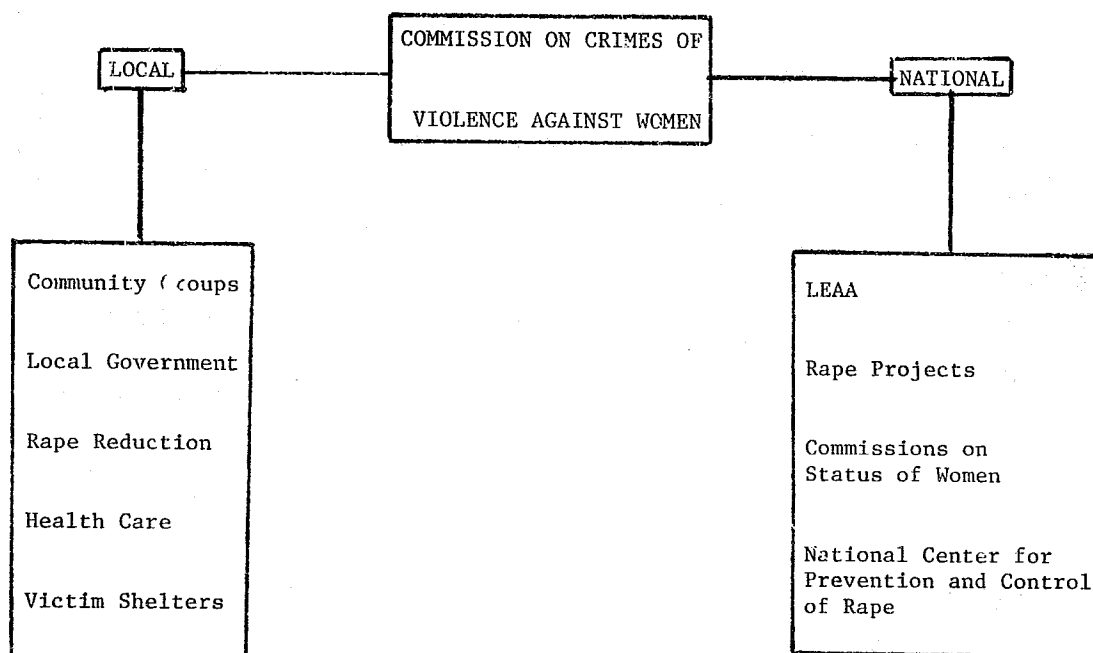 COMMISSION ON CRIMES OF
VIOLENCE AGAINST WOMEN
LOCAL
NATIONAL
Community
Local Government
Rape Reduction
Health Care
Victim Shelters
LEAA
Rape Projects
Commissions on
Status of Women
National Center for
Prevention and Control
of Rape